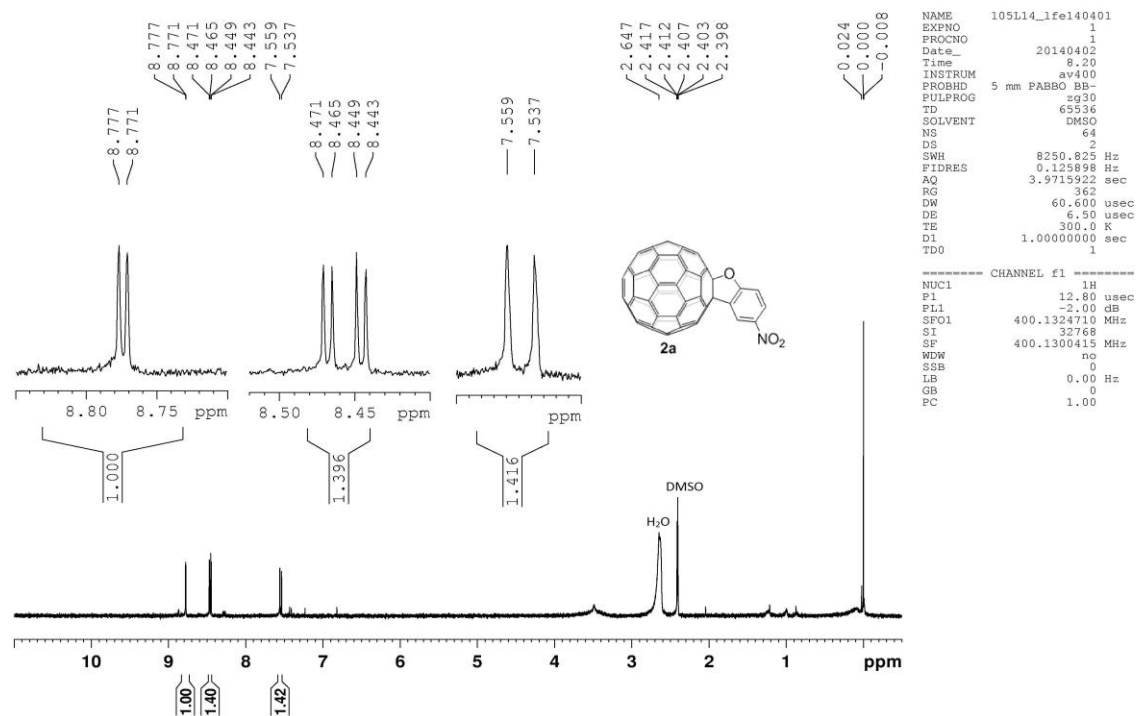 8.777
8.771
8.471
8.465
8.449
8.443
7.559
7.537
2.647
2.417
2.412
2.407
2.403
2.398
0.024
0.000
-0.008
8.777
8.771
8.471
8.465
8.449
8.443
7.559
7.537
8.80 8.75 ppm
8.50 8.45 ppm
ppm
1.000
1.396
1.416
O
NO2
2a
H2O
DMSO
10 9 8 7 6 5 4 3 2 1 ppm
1.00
1.40
1.42
NAME 105L14_lfe140401
EXPNO 1
PROCNO 1
Date_ 20140402
Time 8.20
INSTRUM av400
PROBHD 5 mm PABBO BB-
PULPROG zg30
TD 65536
SOLVENT DMSO
NS 64
DS 2
SWH 8250.825 Hz
FIDRES 0.125898 Hz
AQ 3.9715922 sec
RG 362
DW 60.600 usec
DE 6.50 usec
TE 300.0 K
D1 1.00000000 sec
TD0 1
======== CHANNEL f1 ========
NUC1 1H
P1 12.80 usec
PL1 -2.00 dB
SFO1 400.1324710 MHz
SI 32768
SF 400.1300415 MHz
WDW no
SSB 0
LB 0.00 Hz
GB 0
PC 1.00